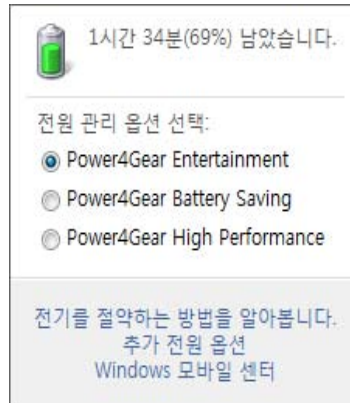 1시간 34분(69%) 남았습니다.
전원 관리 옵션 선택:
Power4Gear Entertainment
Power4Gear Battery Saving
Power4Gear High Performance
전기를 절약하는 방법을 알아봅니다.
추가 전원 옵션
Windows 모바일 센터